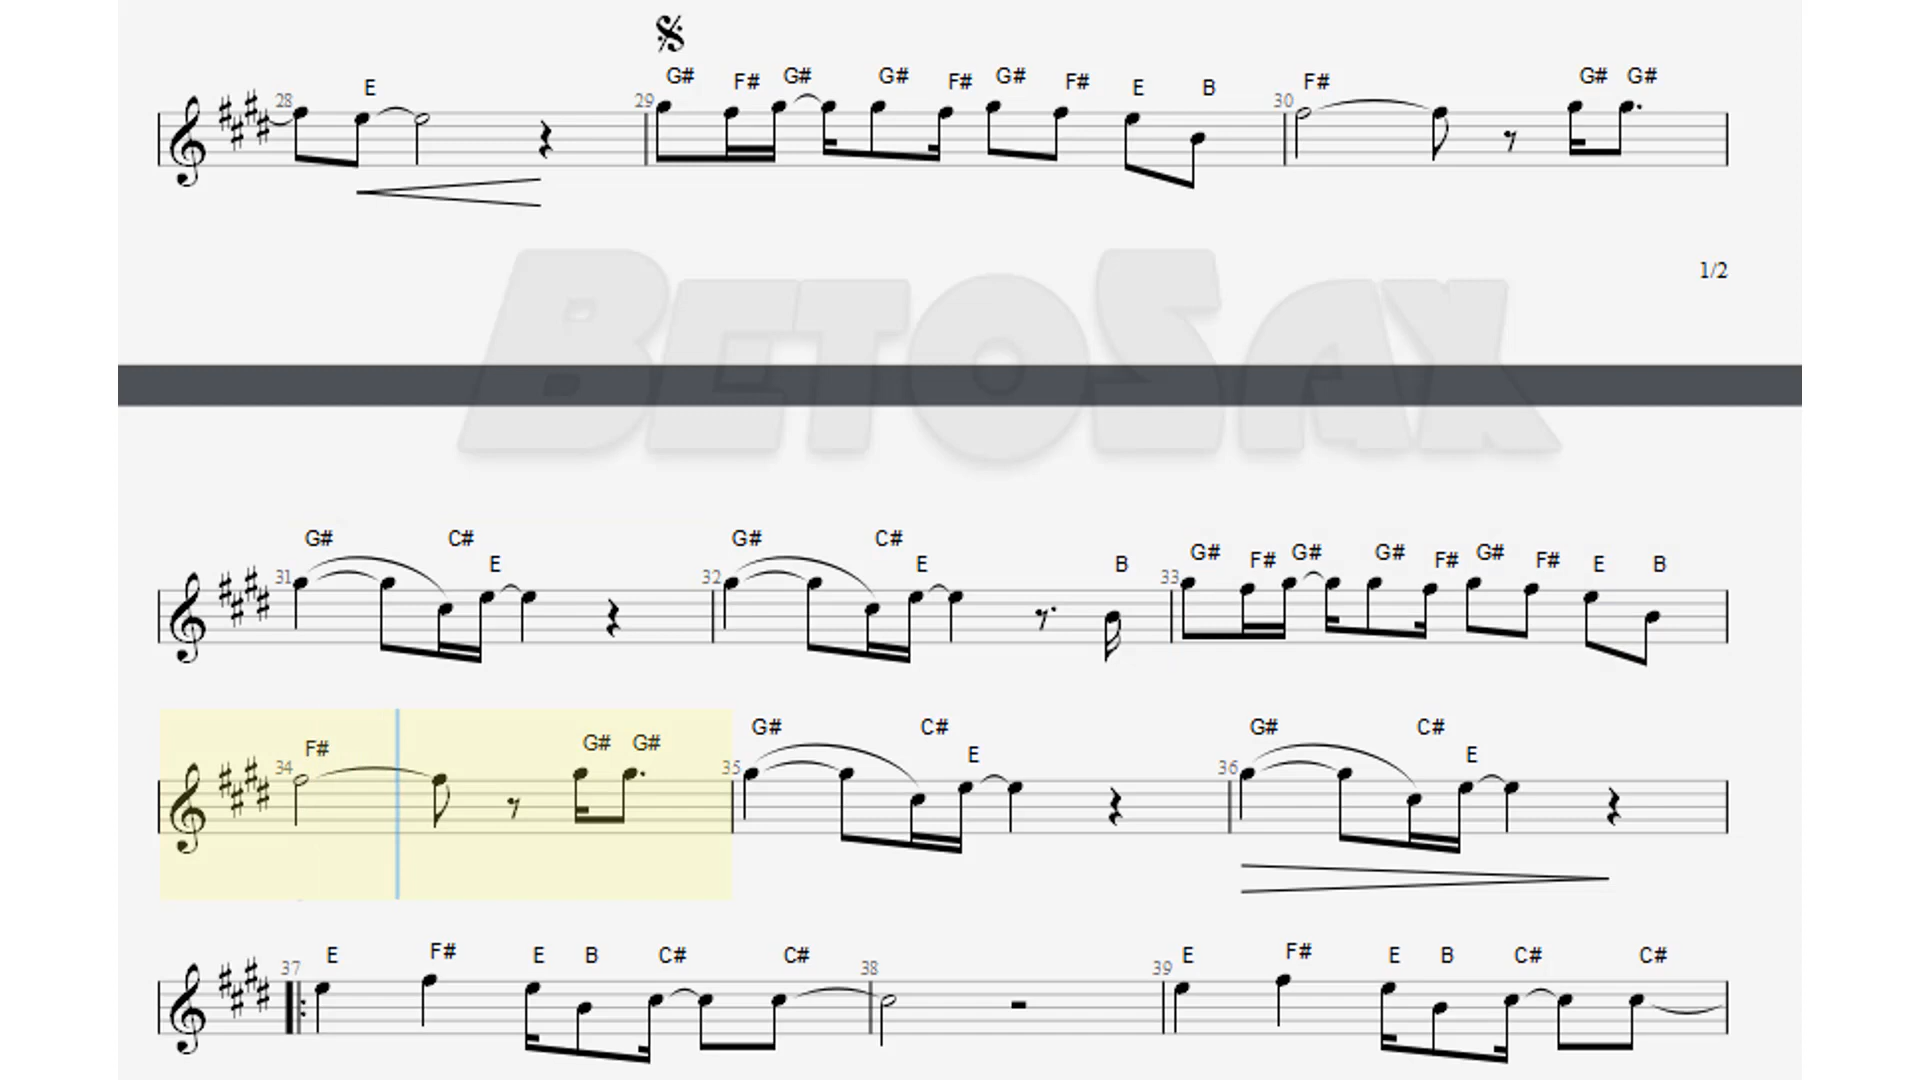 E G# F# G# G# F# G# F# E B F# G# G#
28 29 30
1/2
BETOSAX
G# C# E G# C# E B G# F# G# G# F# G# F# E B
31 32 33
F# G# G# G# C# E G# C# E
34 35 36
E F# E B C# C# E F# E B C# C#
37 38 39